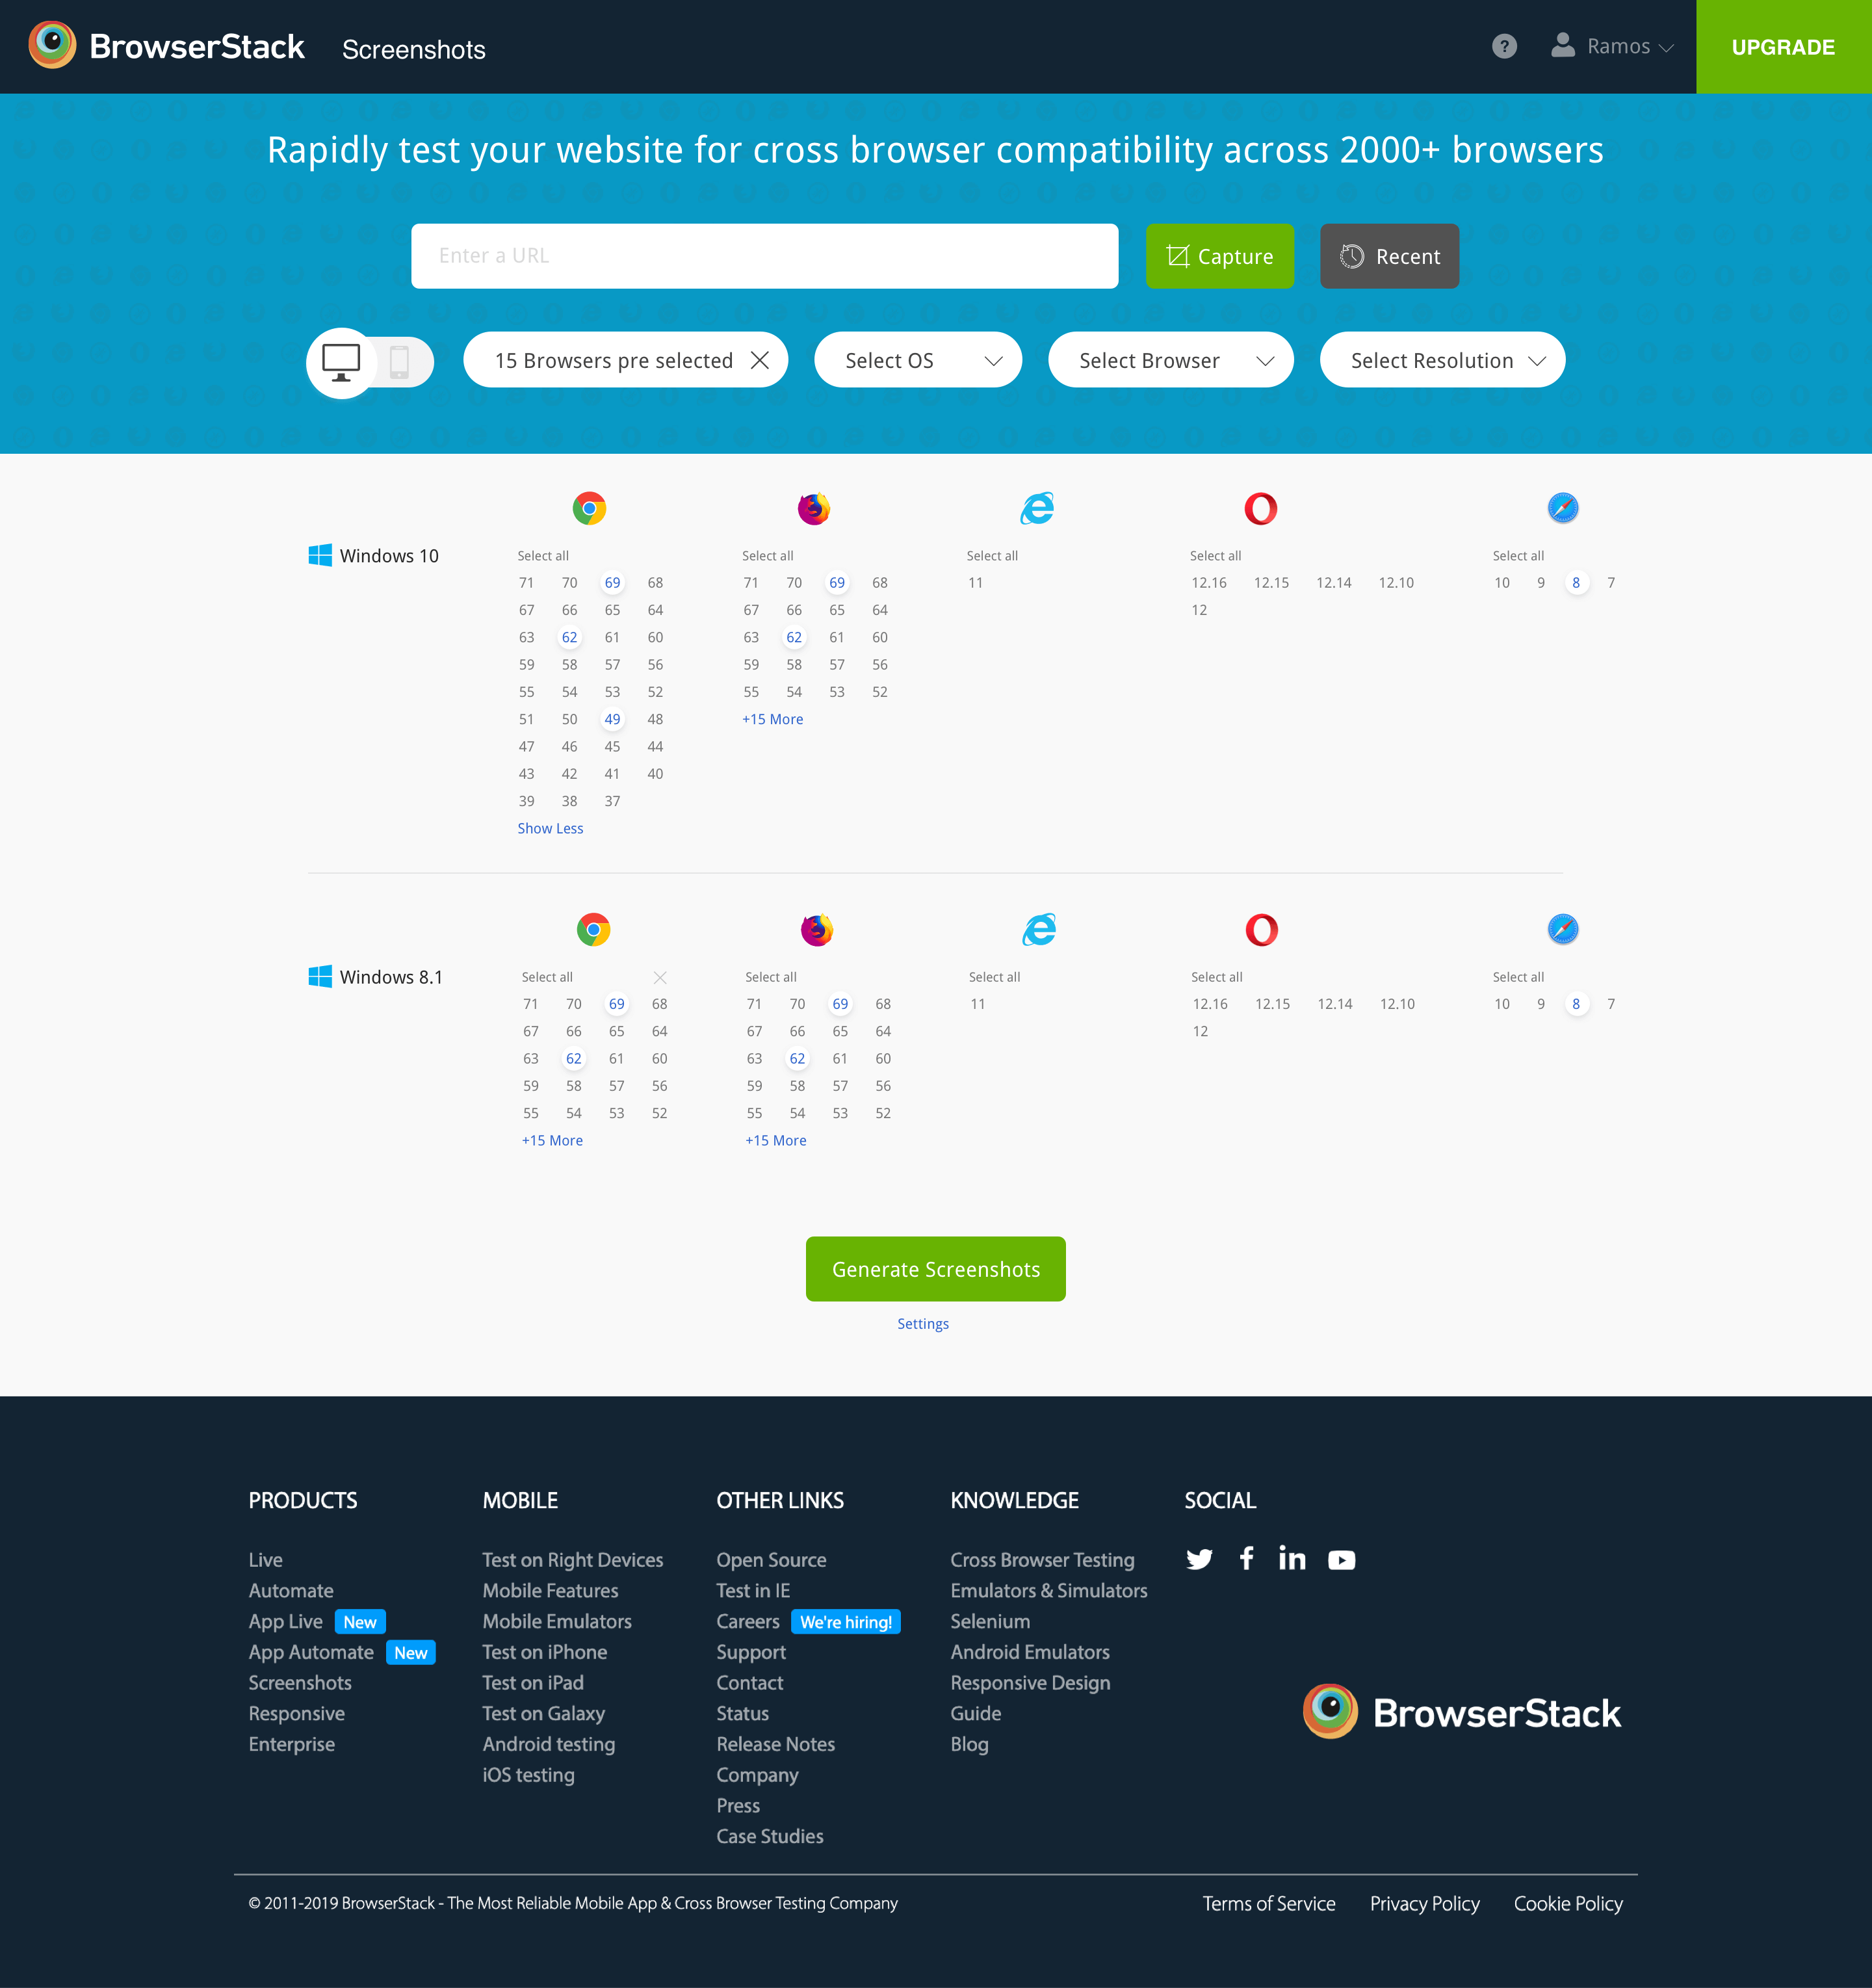 BrowserStack Screenshots ? Ramos UPGRADE
Rapidly test your website for cross browser compatibility across 2000+ browsers
Enter a URL Capture Recent
15 Browsers pre selected Select OS Select Browser Select Resolution
Windows 10 Select all Select all Select all Select all Select all
71 70 69 68 71 70 69 68 11 12.16 12.15 12.14 12.10 10 9 8 7
67 66 65 64 67 66 65 64 12
63 62 61 60 63 62 61 60
59 58 57 56 59 58 57 56
55 54 53 52 55 54 53 52
51 50 49 48 +15 More
47 46 45 44
43 42 41 40
39 38 37
Show Less
Windows 8.1 Select all Select all Select all Select all Select all
71 70 69 68 71 70 69 68 11 12.16 12.15 12.14 12.10 10 9 8 7
67 66 65 64 67 66 65 64 12
63 62 61 60 63 62 61 60
59 58 57 56 59 58 57 56
55 54 53 52 55 54 53 52
+15 More +15 More
Generate Screenshots
Settings
PRODUCTS
Live
Automate
App Live New
App Automate New
Screenshots
Responsive
Enterprise
MOBILE
Test on Right Devices
Mobile Features
Mobile Emulators
Test on iPhone
Test on iPad
Test on Galaxy
Android testing
iOS testing
OTHER LINKS
Open Source
Test in IE
Careers We're hiring!
Support
Contact
Status
Release Notes
Company
Press
Case Studies
KNOWLEDGE
Cross Browser Testing
Emulators & Simulators
Selenium
Android Emulators
Responsive Design
Guide
Blog
SOCIAL
BrowserStack
© 2011-2019 BrowserStack - The Most Reliable Mobile App & Cross Browser Testing Company
Terms of Service Privacy Policy Cookie Policy